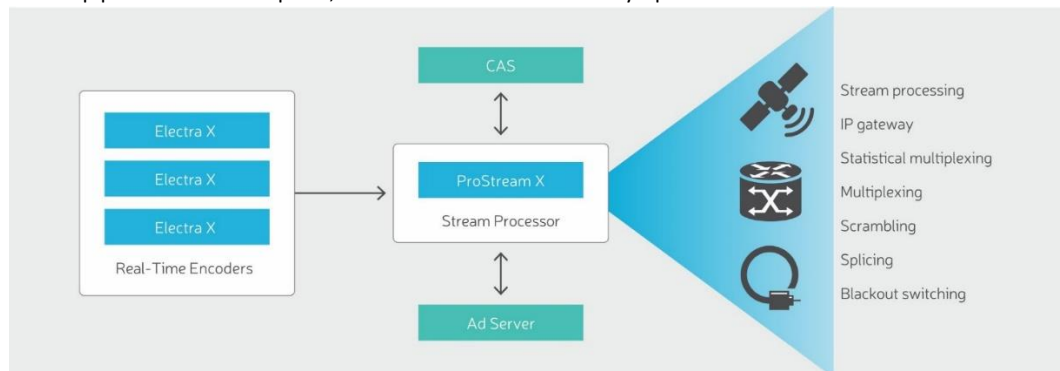 CAS
Electra X
Electra X
Electra X
Real-Time Encoders
ProStream X
Stream Processor
Ad Server
Stream processing
IP gateway
Statistical multiplexing
Multiplexing
Scrambling
Splicing
Blackout switching